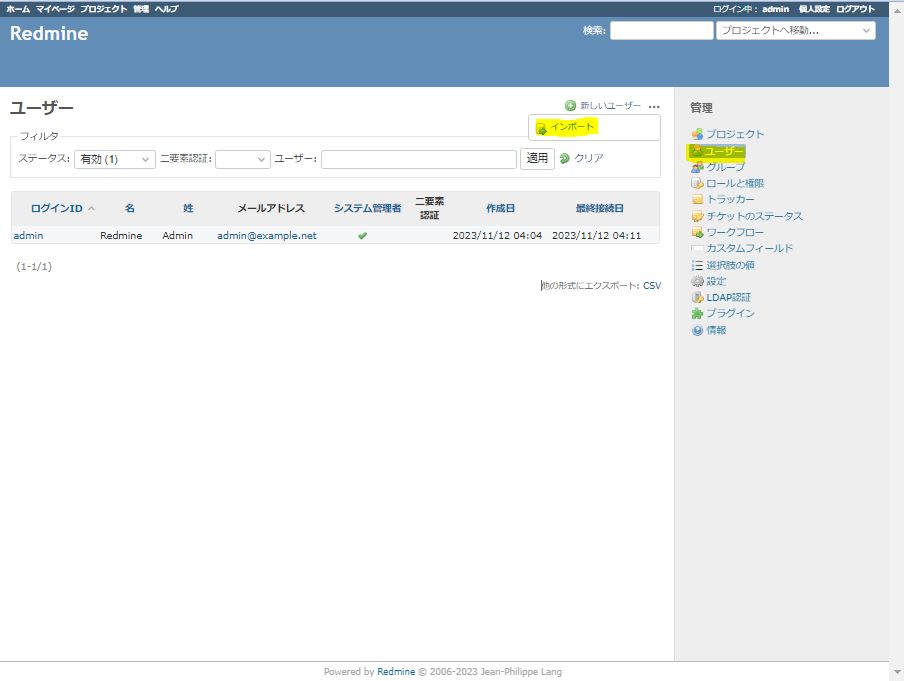 ホーム マイページ プロジェクト 管理 ヘルプ
ログイン中: admin 個人設定 ログアウト
Redmine
検索:
プロジェクトへ移動...
ユーザー
新しいユーザー ...
インポート
フィルタ
ステータス: 有効 (1) 二要素認証: ユーザー: 適用 クリア
ログインID 名 姓 メールアドレス システム管理者 二要素認証 作成日 最終接続日
admin Redmine Admin admin@example.net 2023/11/12 04:04 2023/11/12 04:11
(1-1/1)
他の形式にエクスポート: CSV
管理
プロジェクト
ユーザー
グループ
ロールと権限
トラッカー
チケットのステータス
ワークフロー
カスタムフィールド
選択肢の値
設定
LDAP認証
プラグイン
情報
Powered by Redmine © 2006-2023 Jean-Philippe Lang